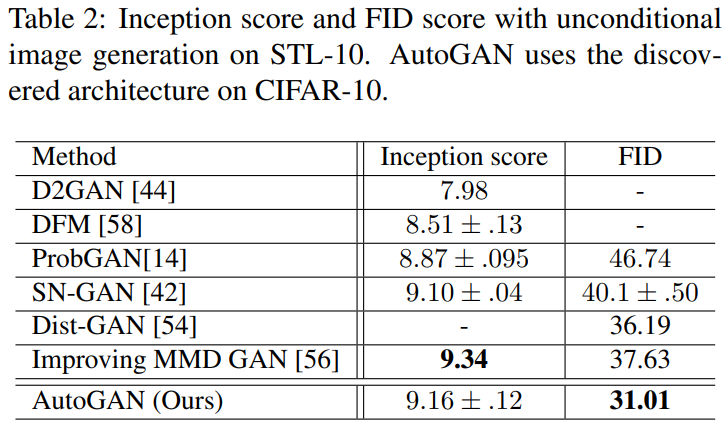 Table 2: Inception score and FID score with unconditional
image generation on STL-10. AutoGAN uses the discov-
ered architecture on CIFAR-10.
Method Inception score FID
D2GAN [44] 7.98 -
DFM [58] 8.51 ± .13 -
ProbGAN[14] 8.87 ± .095 46.74
SN-GAN [42] 9.10 ± .04 40.1 ± .50
Dist-GAN [54] - 36.19
Improving MMD GAN [56] 9.34 37.63
AutoGAN (Ours) 9.16 ± .12 31.01